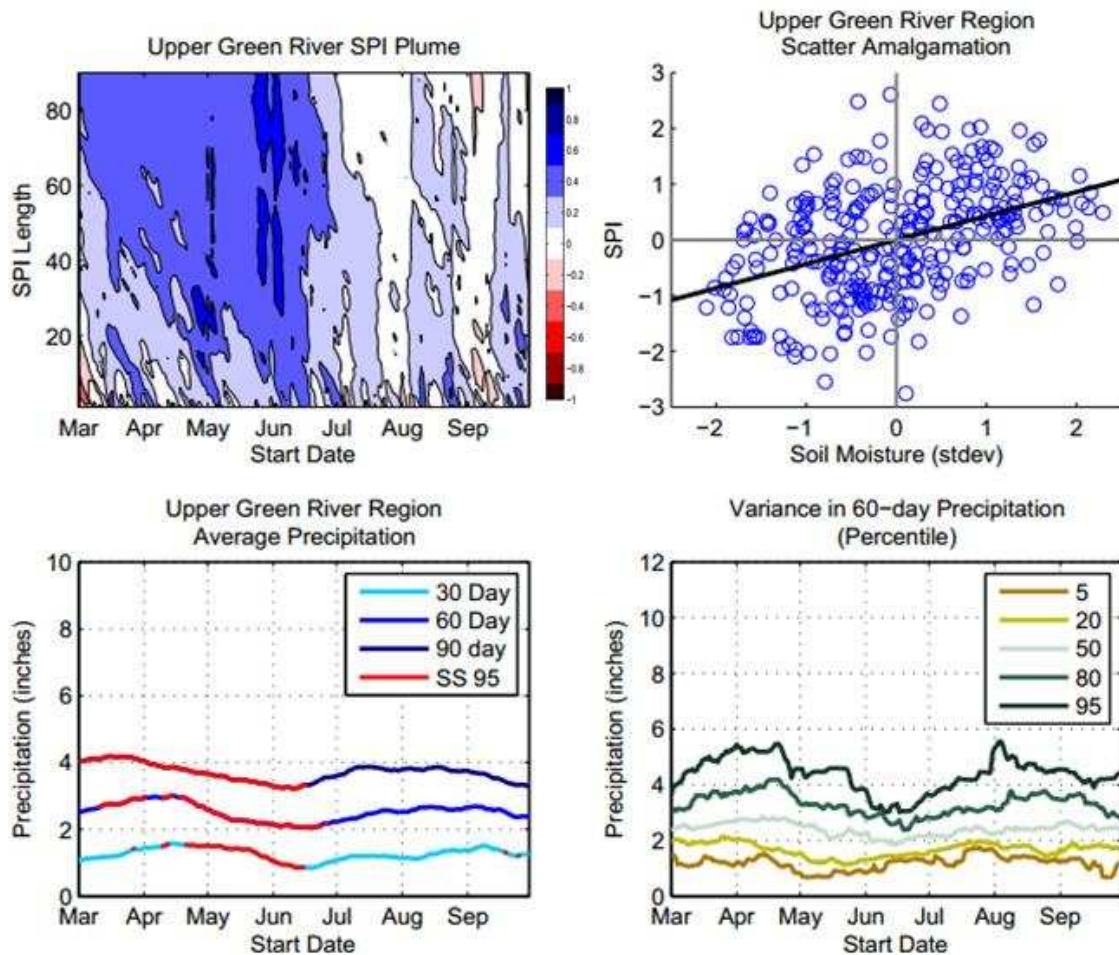 Upper Green River SPI Plume
SPI Length
80
60
40
20
Mar Apr May Jun Jul Aug Sep
Start Date
1
0.8
0.6
0.4
0.2
0
-0.2
-0.4
-0.6
-0.8
-1
Upper Green River Region
Scatter Amalgamation
SPI
3
2
1
0
−1
−2
−3
−2 −1 0 1 2
Soil Moisture (stdev)
Upper Green River Region
Average Precipitation
Precipitation (inches)
10
8
6
4
2
0
30 Day
60 Day
90 day
SS 95
Mar Apr May Jun Jul Aug Sep
Start Date
Variance in 60−day Precipitation
(Percentile)
Precipitation (inches)
12
10
8
6
4
2
0
5
20
50
80
95
Mar Apr May Jun Jul Aug Sep
Start Date